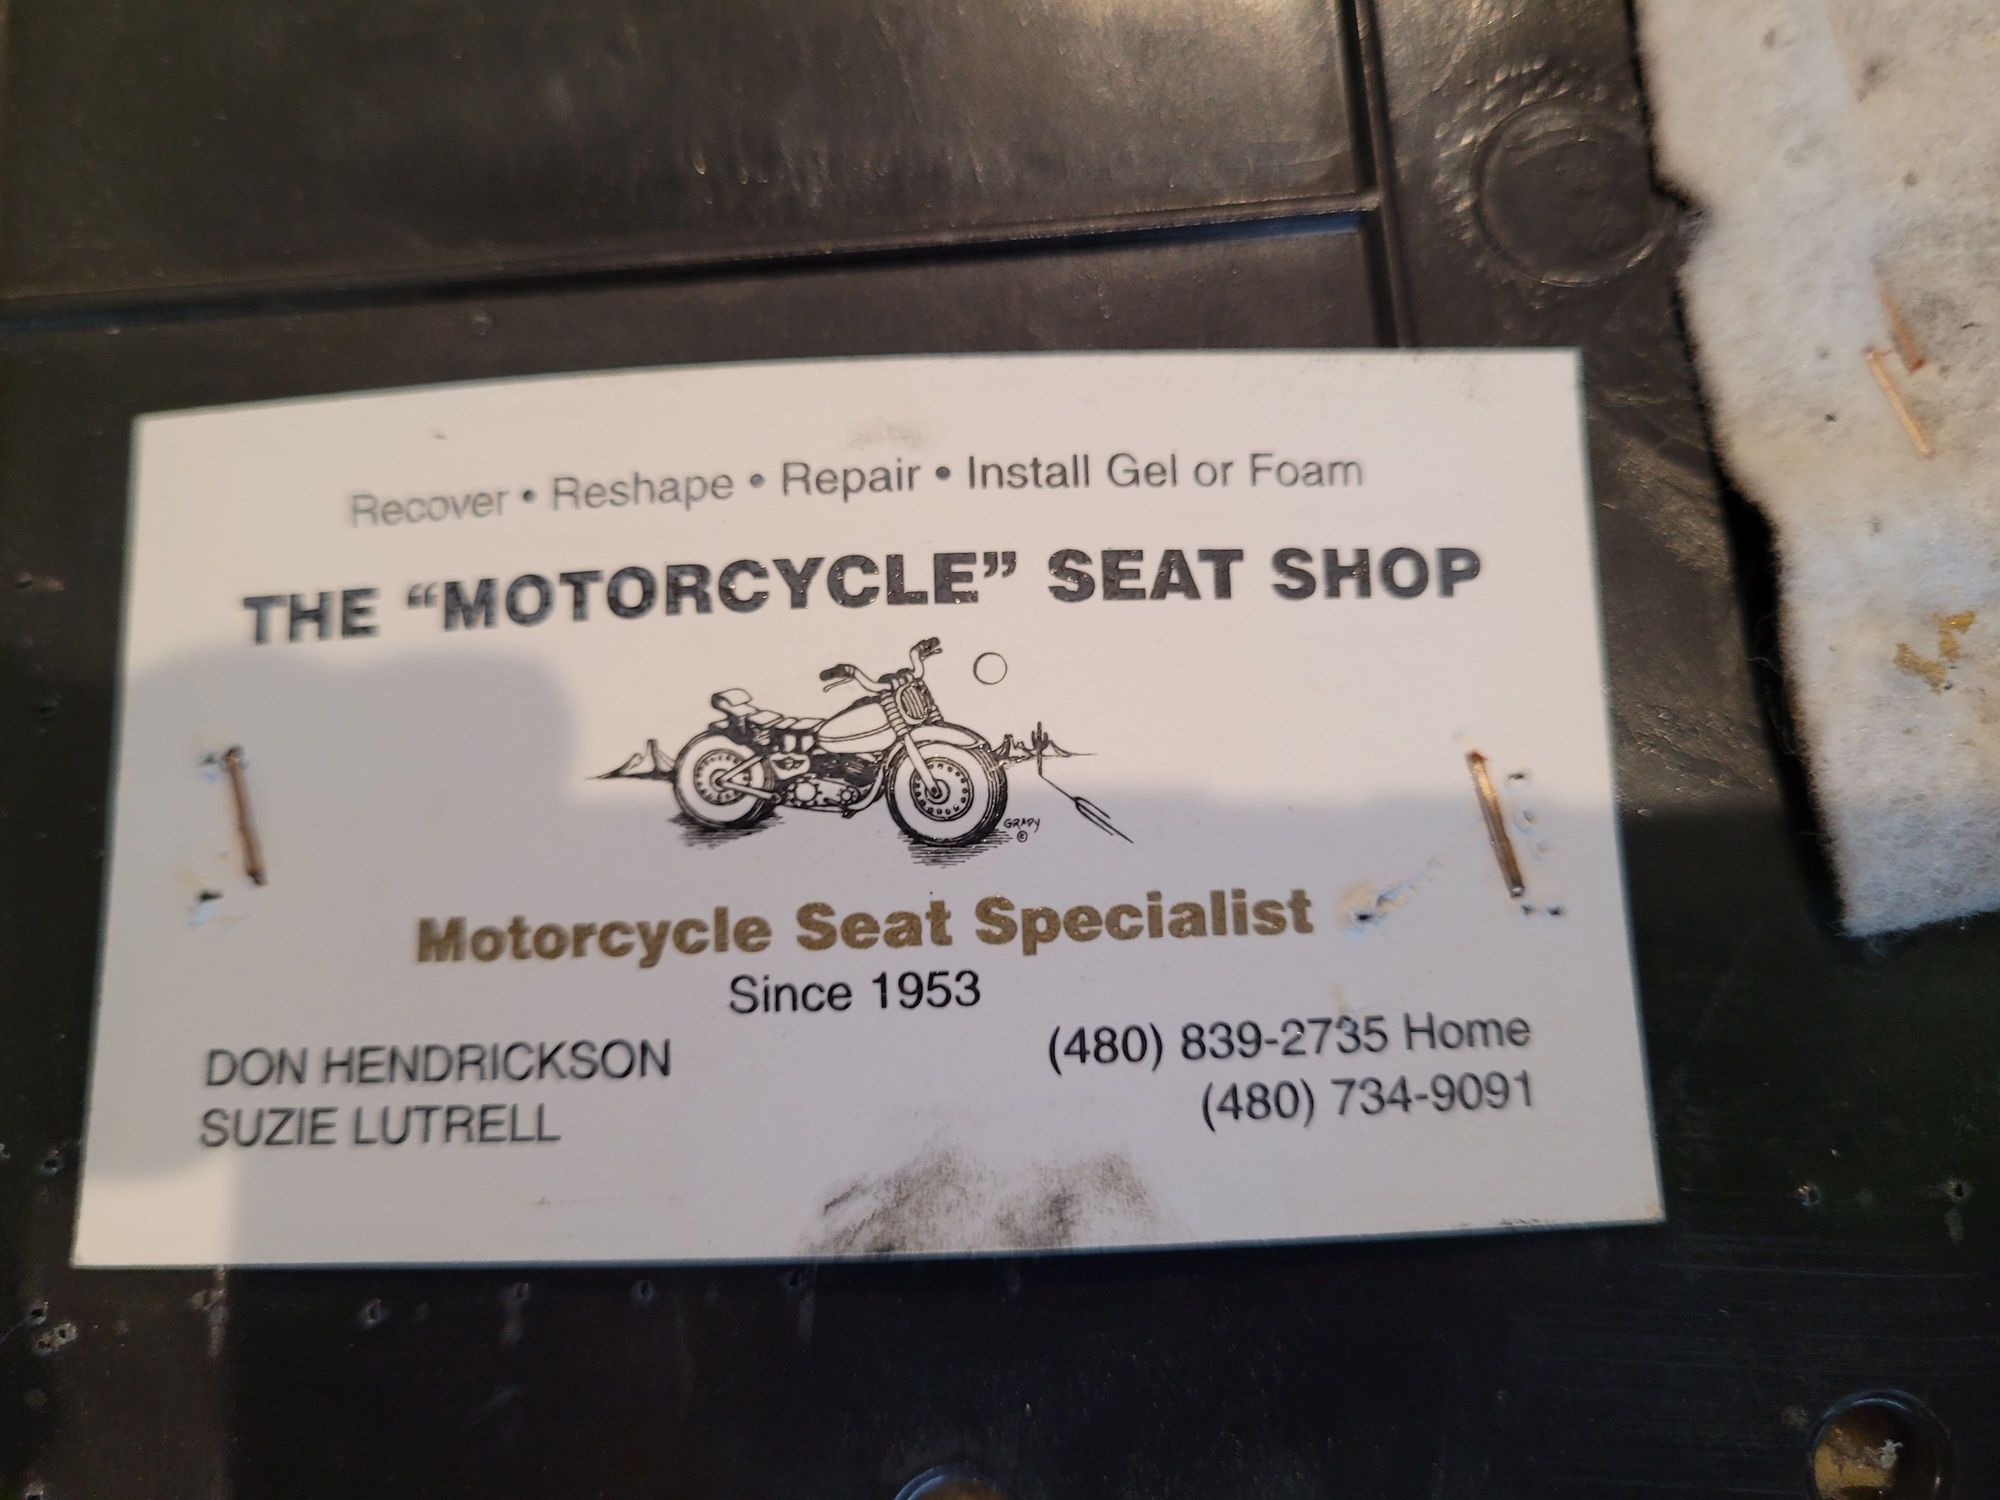 Recover • Reshape • Repair • Install Gel or Foam
THE “MOTORCYCLE” SEAT SHOP
GRADY
©
Motorcycle Seat Specialist
Since 1953
DON HENDRICKSON
SUZIE LUTRELL
(480) 839-2735 Home
(480) 734-9091